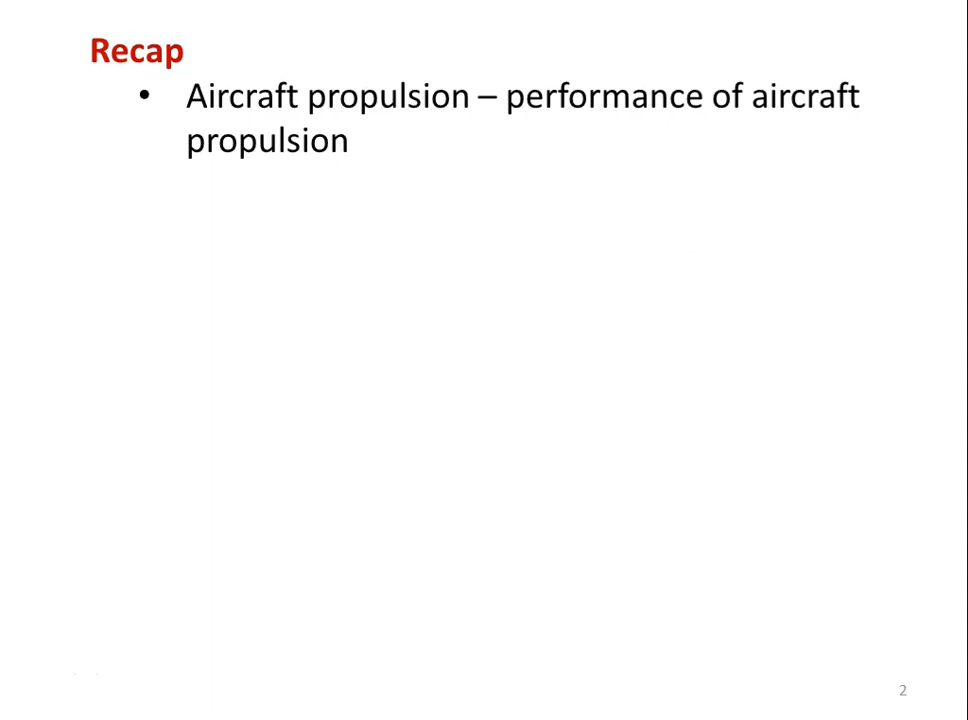 Recap
• Aircraft propulsion – performance of aircraft
propulsion
2